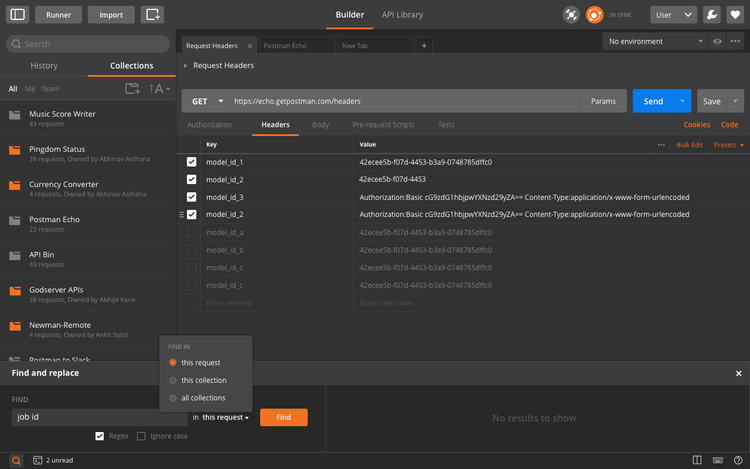 Runner
Import
Builder
API Library
IN SYNC
User
Search
History
Collections
All
Me
Team
A
Music Score Writer
43 requests
Pingdom Status
38 requests, Owned by Abhinav Asthana
Currency Converter
4 requests, Owned by Abhinav Asthana
Postman Echo
23 requests
API Bin
43 requests
Godserver APIs
38 requests, Owned by Abhijit Kane
Newman-Remote
4 requests, Owned by Ankit Sobti
Postman to Slack
Request Headers
Postman Echo
New Tab
No environment
Request Headers
GET
https://echo.getpostman.com/headers
Params
Send
Save
Authorization
Headers
Body
Pre-request Scripts
Tests
Cookies
Code
Key
Value
Bulk Edit
Presets
model_id_1 42ecee5b-f07d-4453-b3a9-0748785dffc0
model_id_2 42ecee5b-f07d-4453
model_id_3 Authorization:Basic cG9zdG1hbjpwYXNzd29yZA== Content-Type:application/x-www-form-urlencoded
model_id_2 Authorization:Basic cG9zdG1hbjpwYXNzd29yZA== Content-Type:application/x-www-form-urlencoded
model_id_a 42ecee5b-f07d-4453-b3a9-0748785dffc0
model_id_b 42ecee5b-f07d-4453-b3a9-0748785dffc0
model_id_c 42ecee5b-f07d-4453-b3a9-0748785dffc0
model_id_c 42ecee5b-f07d-4453-b3a9-0748785dffc0
Enter new key Enter new value
FIND IN
this request
this collection
all collections
Find and replace
FIND
job id
in this request
Find
Regex
Ignore case
No results to show
2 unread